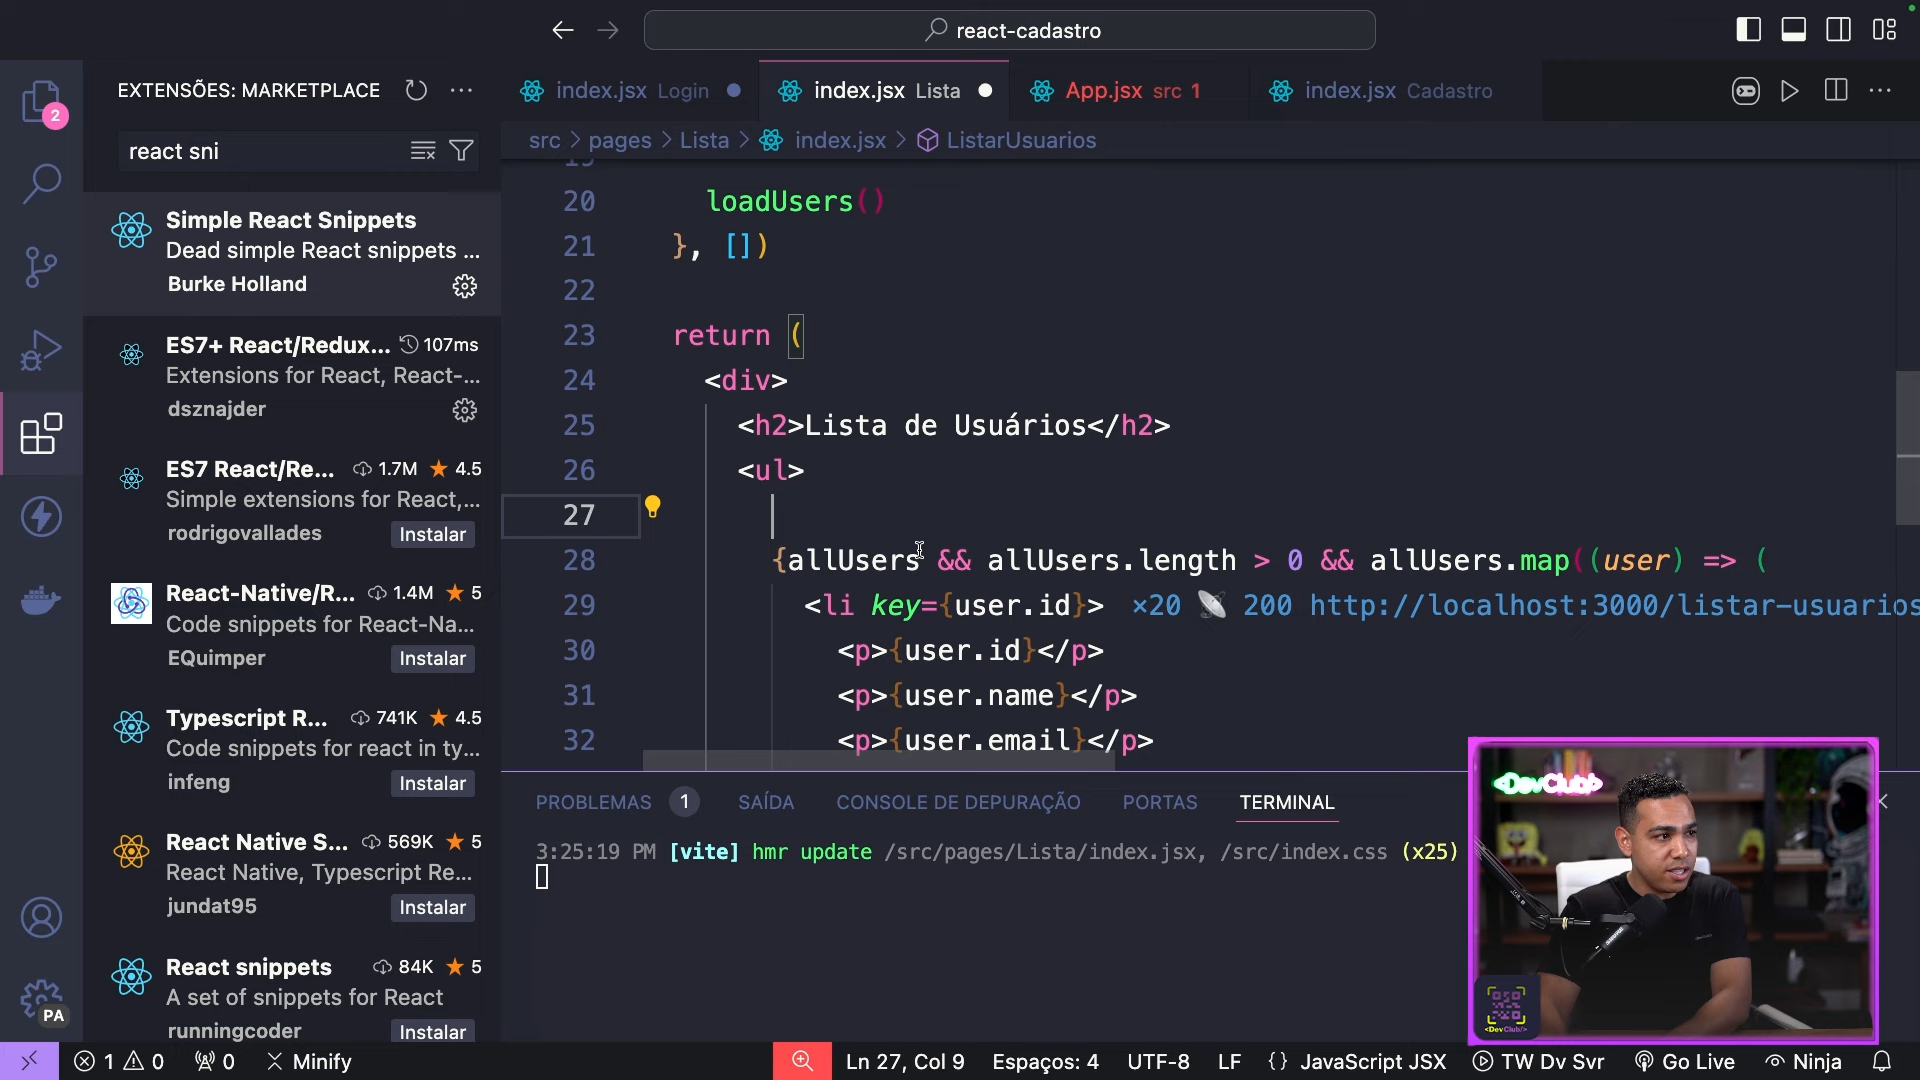 react-cadastro
EXTENSÕES: MARKETPLACE
index.jsx Login
index.jsx Lista
App.jsx src 1
index.jsx Cadastro
2
react sni
src > pages > Lista > index.jsx > ListarUsuarios
Simple React Snippets
Dead simple React snippets ...
Burke Holland
ES7+ React/Redux... 107ms
Extensions for React, React-...
dsznajder
ES7 React/Re... 1.7M ★ 4.5
Simple extensions for React,...
rodrigovallades Instalar
React-Native/R... 1.4M ★ 5
Code snippets for React-Na...
EQuimper Instalar
Typescript R... 741K ★ 4.5
Code snippets for react in ty...
infeng Instalar
React Native S... 569K ★ 5
React Native, Typescript Re...
jundat95 Instalar
React snippets 84K ★ 5
A set of snippets for React
runningcoder Instalar
19
20 loadUsers()
21 }, [])
22
23 return (
24 <div>
25 <h2>Lista de Usuários</h2>
26 <ul>
27
28 {allUsers && allUsers.length > 0 && allUsers.map((user) => (
29 <li key={user.id}> ×20 📡 200 http://localhost:3000/listar-usuarios
30 <p>{user.id}</p>
31 <p>{user.name}</p>
32 <p>{user.email}</p>
PROBLEMAS 1 SAÍDA CONSOLE DE DEPURAÇÃO PORTAS TERMINAL
3:25:19 PM [vite] hmr update /src/pages/Lista/index.jsx, /src/index.css (x25)
<DevClub/>
<DevClub/>
PA
1 0 0 Minify
Ln 27, Col 9 Espaços: 4 UTF-8 LF {} JavaScript JSX TW Dv Svr Go Live Ninja